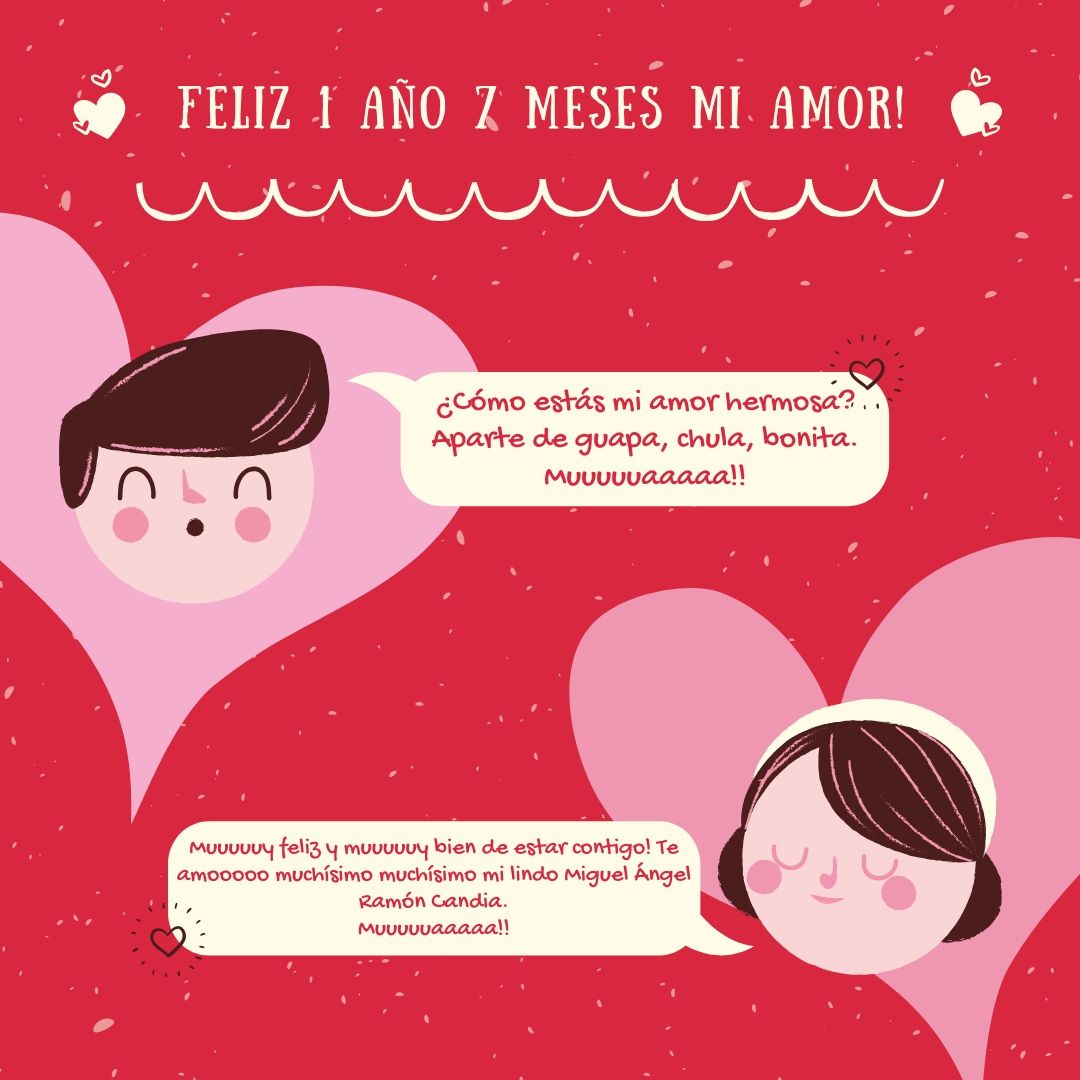 FELIZ 1 AÑO 7 MESES MI AMOR!
¿Cómo estás mi amor hermosa?
Aparte de guapa, chula, bonita.
Muuuuuaaaaa!!
Muuuuuy feliz y muuuuuy bien de estar contigo! Te
amooooo muchísimo muchísimo mi lindo Miguel Ángel
Ramón Candia.
Muuuuuaaaaa!!